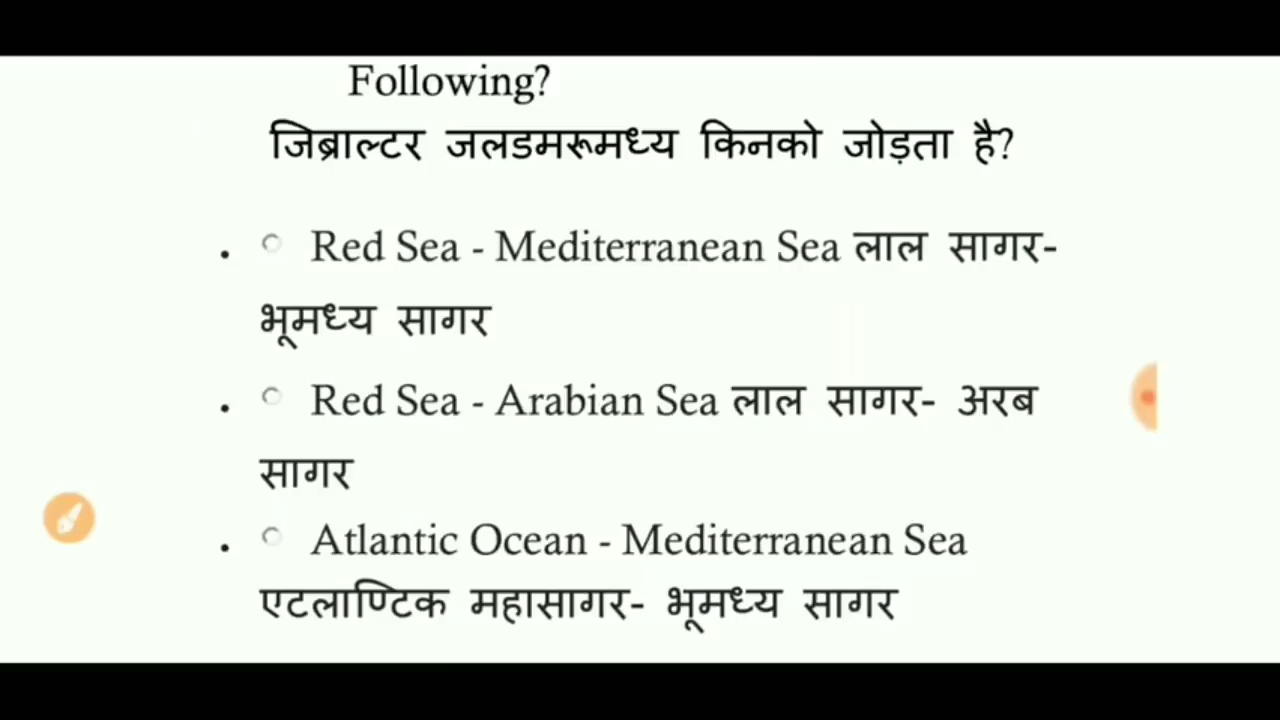 Following?
जिब्राल्टर जलडमरूमध्य किनको जोड़ता है?
Red Sea - Mediterranean Sea लाल सागर-
भूमध्य सागर
Red Sea - Arabian Sea लाल सागर- अरब
सागर
Atlantic Ocean - Mediterranean Sea
एटलाण्टिक महासागर- भूमध्य सागर